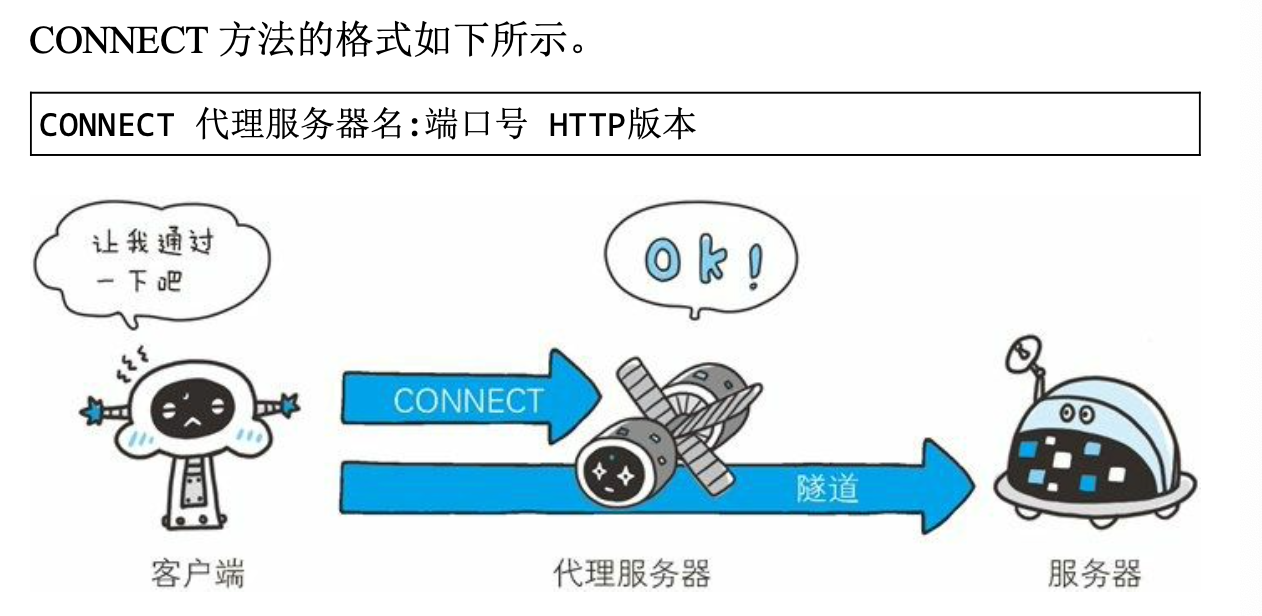 CONNECT 方法的格式如下所示。
CONNECT 代理服务器名:端口号 HTTP版本
让我通过
一下吧
Ok!
CONNECT
隧道
客户端
代理服务器
服务器